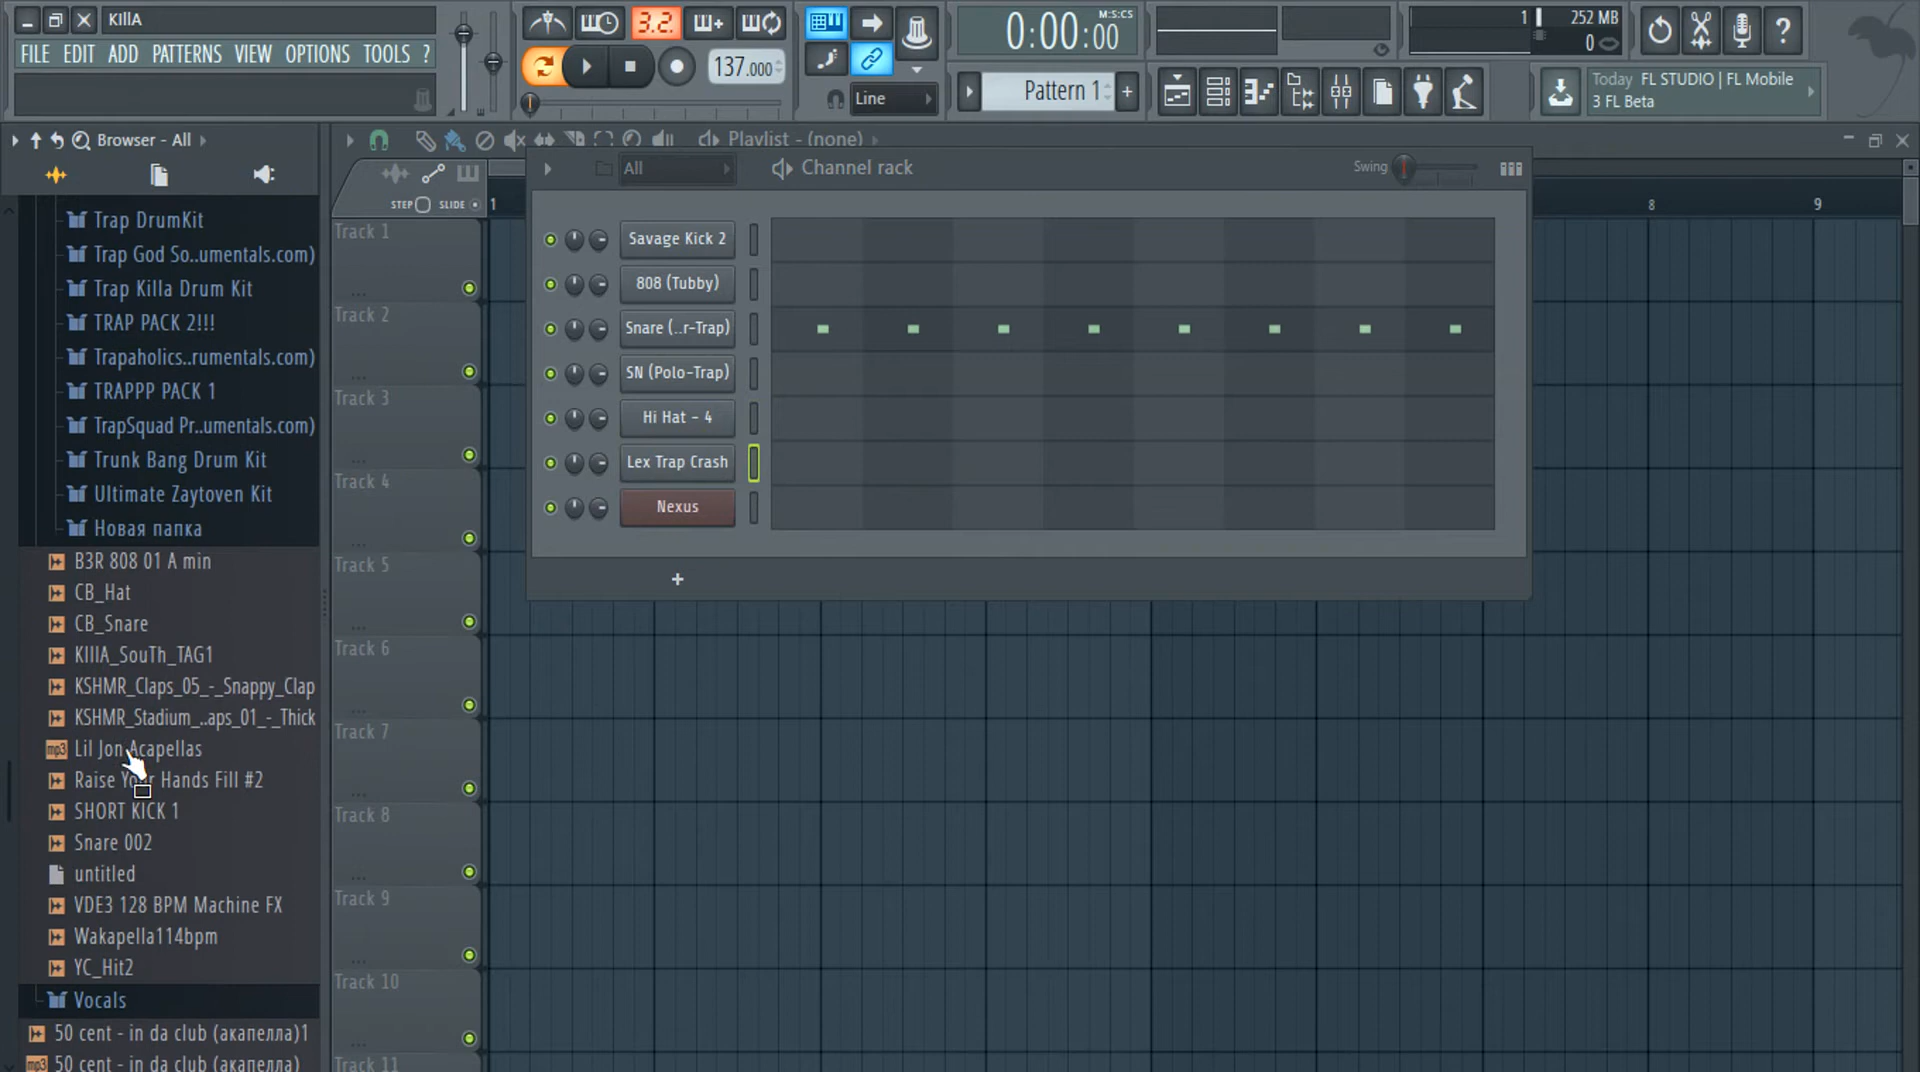 KIllA
FILE EDIT ADD PATTERNS VIEW OPTIONS TOOLS ?
3.2.
137.000
Line
0:00:00
M:S:CS
Pattern 1
+
1
252 MB
0
?
Today FL STUDIO | FL Mobile
3 FL Beta
Browser - All
Playlist - (none)
Trap DrumKit
Trap God So..umentals.com)
Trap Killa Drum Kit
TRAP PACK 2!!!
Trapaholics..rumentals.com)
TRAPPP PACK 1
TrapSquad Pr..umentals.com)
Trunk Bang Drum Kit
Ultimate Zaytoven Kit
Новая папка
B3R 808 01 A min
CB_Hat
CB_Snare
KIllA_SouTh_TAG1
KSHMR_Claps_05_-_Snappy_Clap
KSHMR_Stadium_..aps_01_-_Thick
mp3 Lil Jon Acapellas
Raise Your Hands Fill #2
SHORT KICK 1
Snare 002
untitled
VDE3 128 BPM Machine FX
Wakapella114bpm
YC_Hit2
Vocals
50 cent - in da club (акапелла)1
mp3 50 cent - in da club (акапелла)
STEP SLIDE
1
8
9
Track 1
Track 2
Track 3
Track 4
Track 5
Track 6
Track 7
Track 8
Track 9
Track 10
Track 11
All
Channel rack
Swing
Savage Kick 2
808 (Tubby)
Snare (..r-Trap)
SN (Polo-Trap)
Hi Hat - 4
Lex Trap Crash
Nexus
+